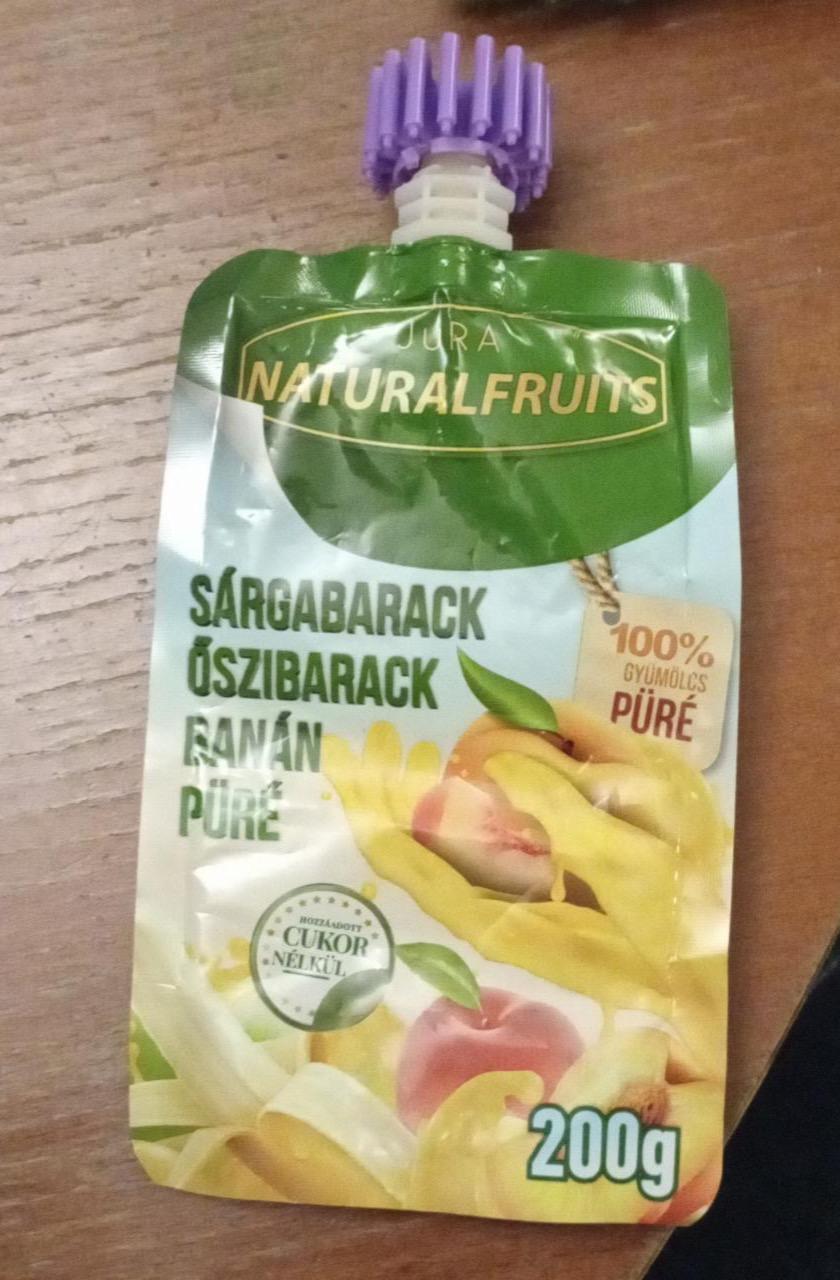 JURA
NATURALFRUITS
SÁRGABARACK
ŐSZIBARACK
BANÁN
PÜRÉ
100%
GYÜMÖLCS
PÜRÉ
HOZZÁADOTT
CUKOR
NÉLKÜL
200g